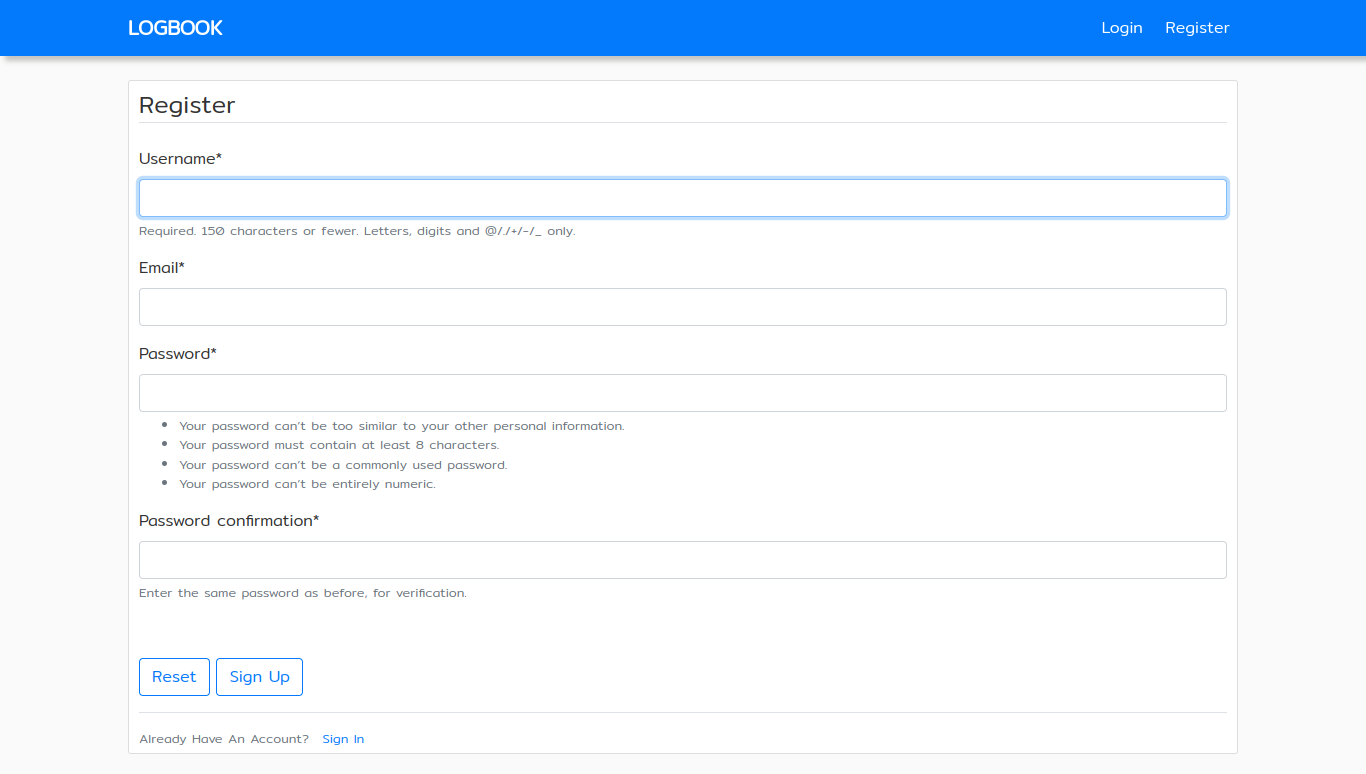 LOGBOOK Login Register
Register
Username*
Required. 150 characters or fewer. Letters, digits and @/./+/-/_ only.
Email*
Password*
Your password can't be too similar to your other personal information.
Your password must contain at least 8 characters.
Your password can't be a commonly used password.
Your password can't be entirely numeric.
Password confirmation*
Enter the same password as before, for verification.
Reset Sign Up
Already Have An Account? Sign In